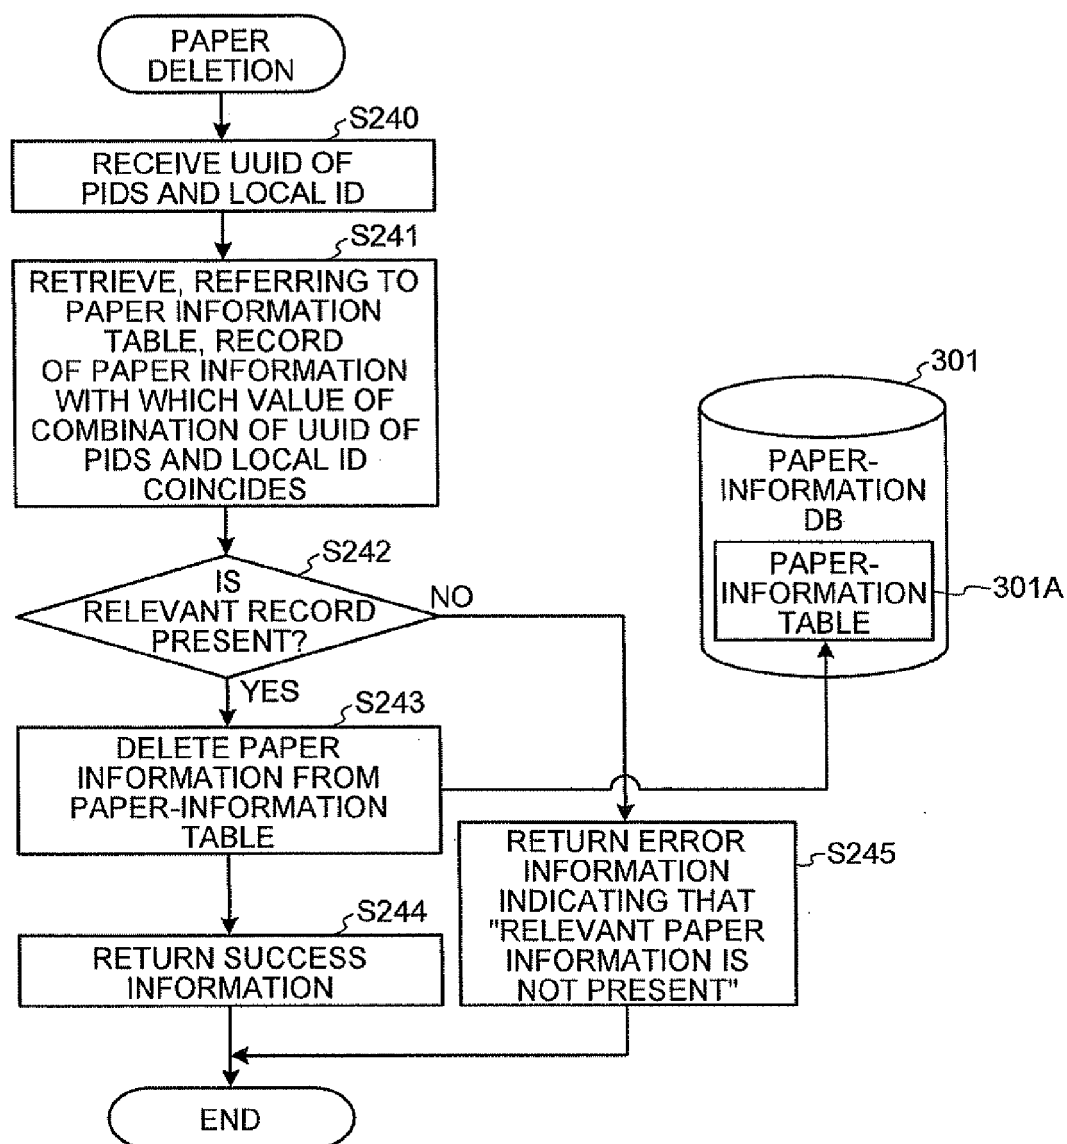 PAPER
DELETION
S240
RECEIVE UUID OF
PIDS AND LOCAL ID
S241
RETRIEVE, REFERRING TO
PAPER INFORMATION
TABLE, RECORD
OF PAPER INFORMATION
WITH WHICH VALUE OF
COMBINATION OF UUID OF
PIDS AND LOCAL ID
COINCIDES
301
PAPER-
INFORMATION
DB
PAPER-
INFORMATION
TABLE
301A
S242
IS
RELEVANT RECORD
PRESENT?
NO
YES
S243
DELETE PAPER
INFORMATION FROM
PAPER-INFORMATION
TABLE
S245
RETURN ERROR
INFORMATION
INDICATING THAT
"RELEVANT PAPER
INFORMATION IS
NOT PRESENT"
S244
RETURN SUCCESS
INFORMATION
END